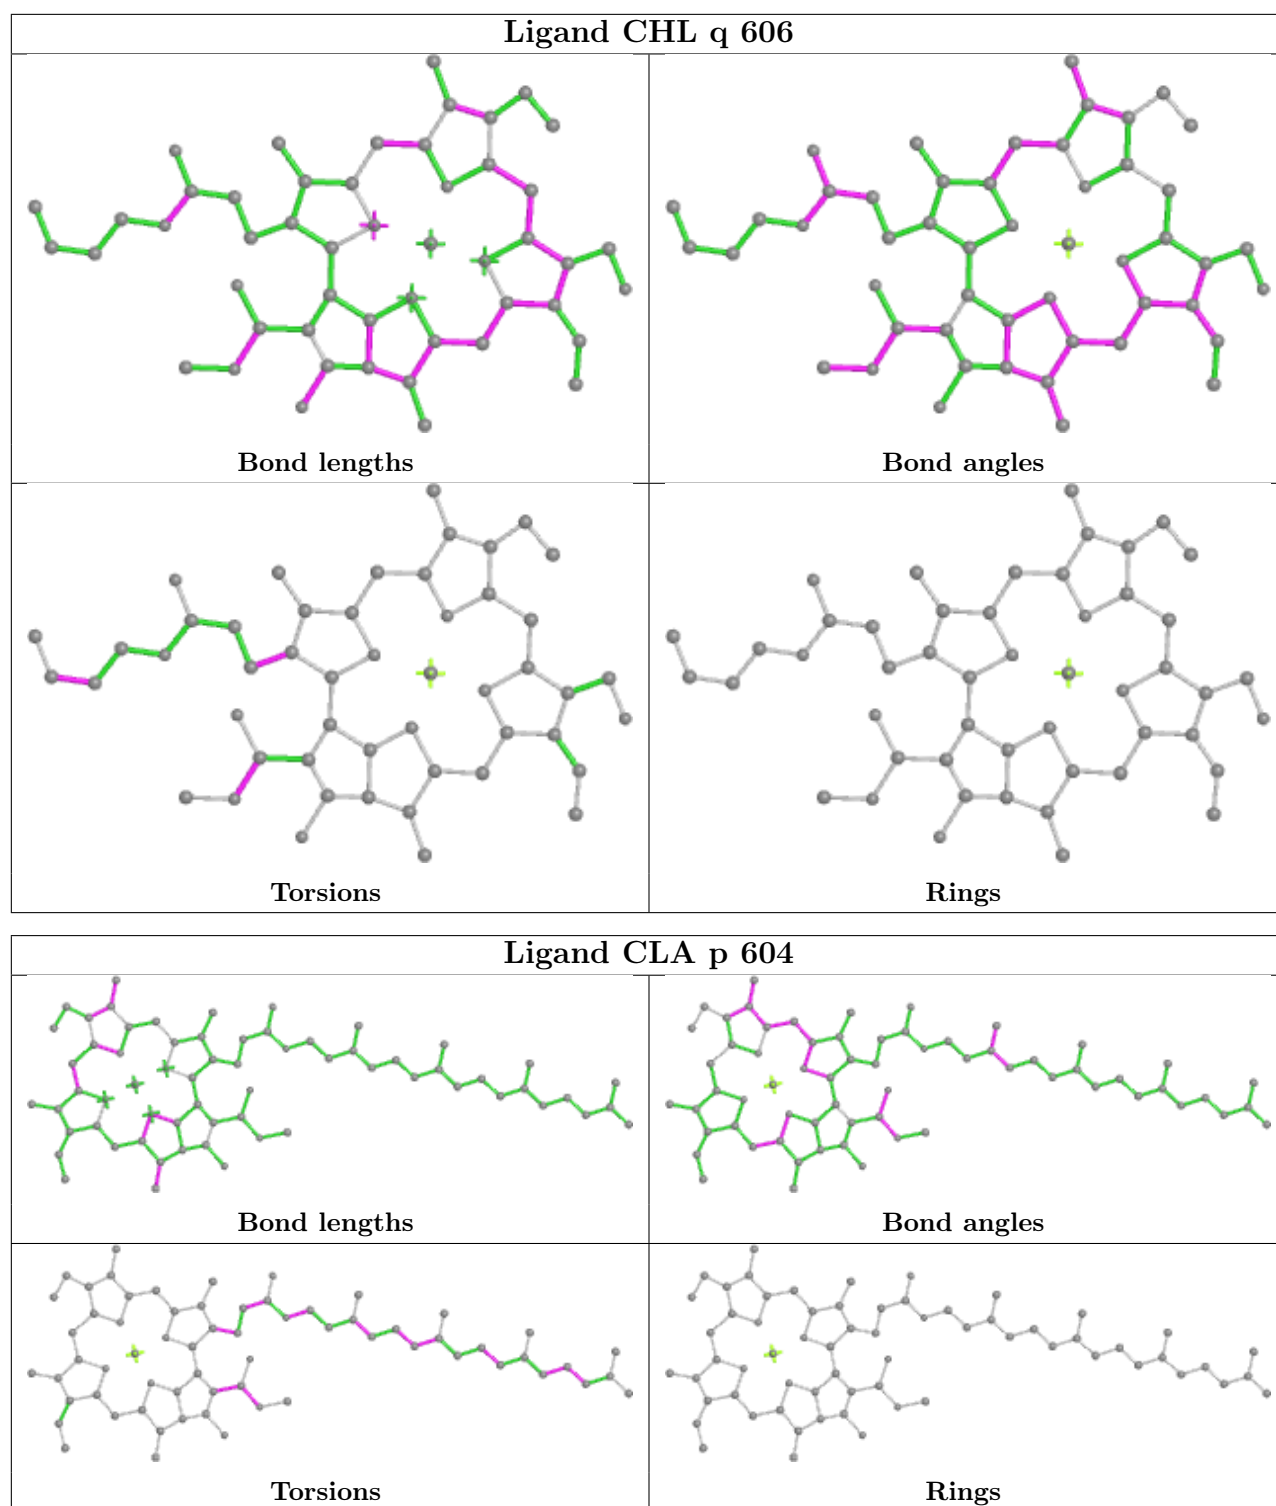 Ligand CHL q 606
Bond lengths
Bond angles
Torsions
Rings
Ligand CLA p 604
Bond lengths
Bond angles
Torsions
Rings